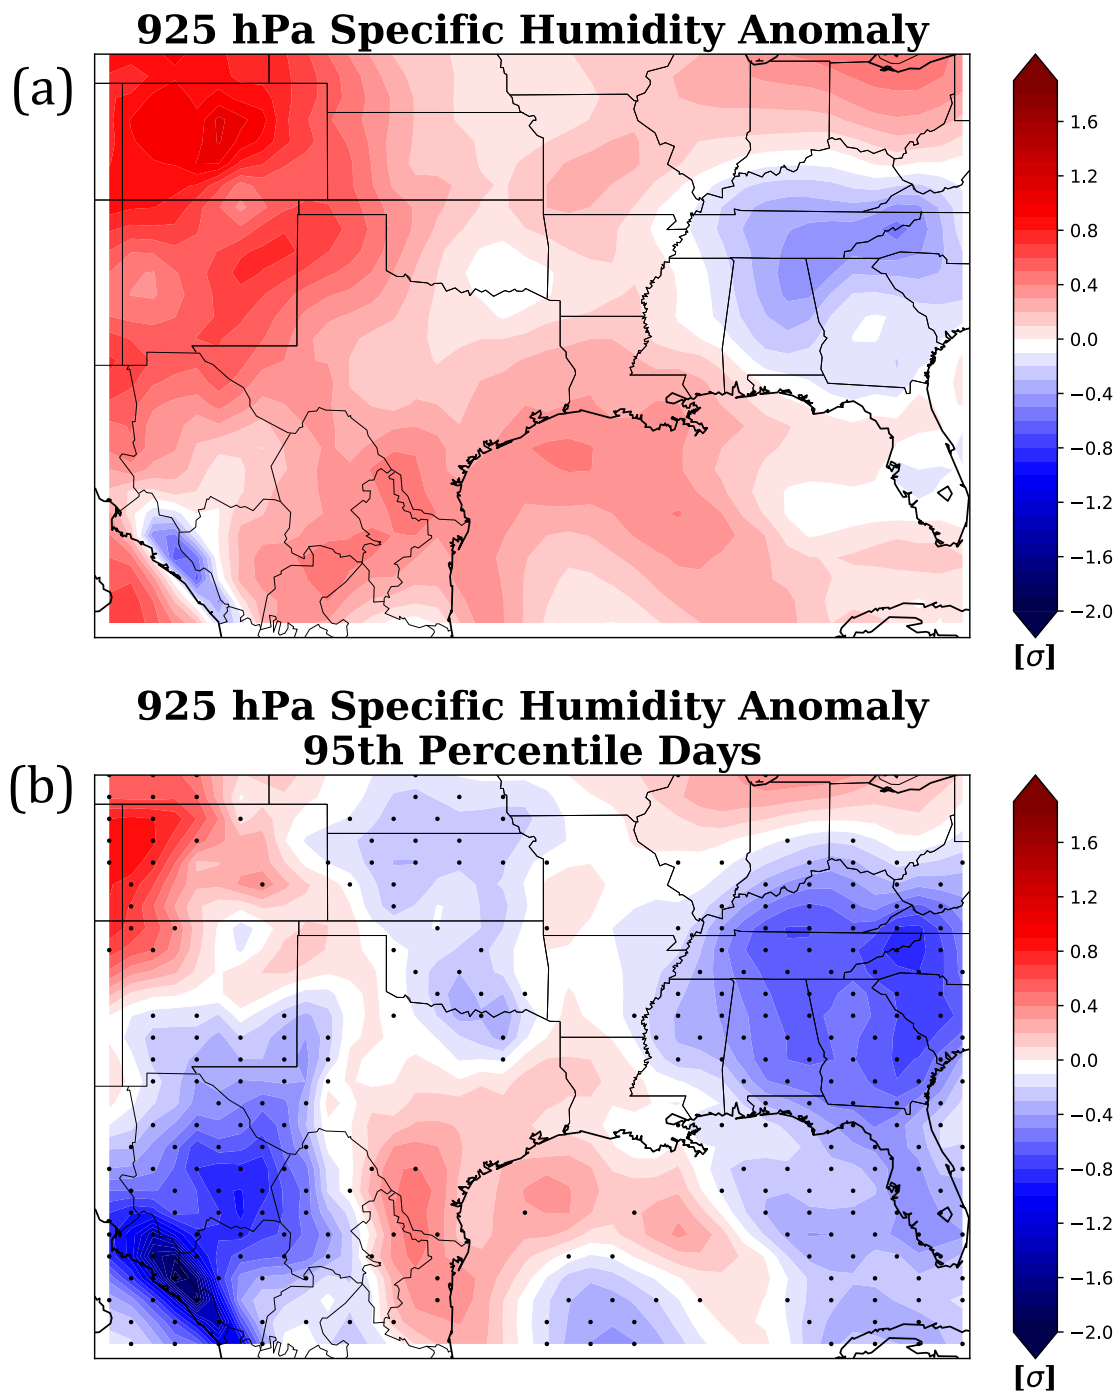 925 hPa Specific Humidity Anomaly
(a)
1.6
1.2
0.8
0.4
0.0
−0.4
−0.8
−1.2
−1.6
−2.0
[σ]
925 hPa Specific Humidity Anomaly
95th Percentile Days
(b)
1.6
1.2
0.8
0.4
0.0
−0.4
−0.8
−1.2
−1.6
−2.0
[σ]